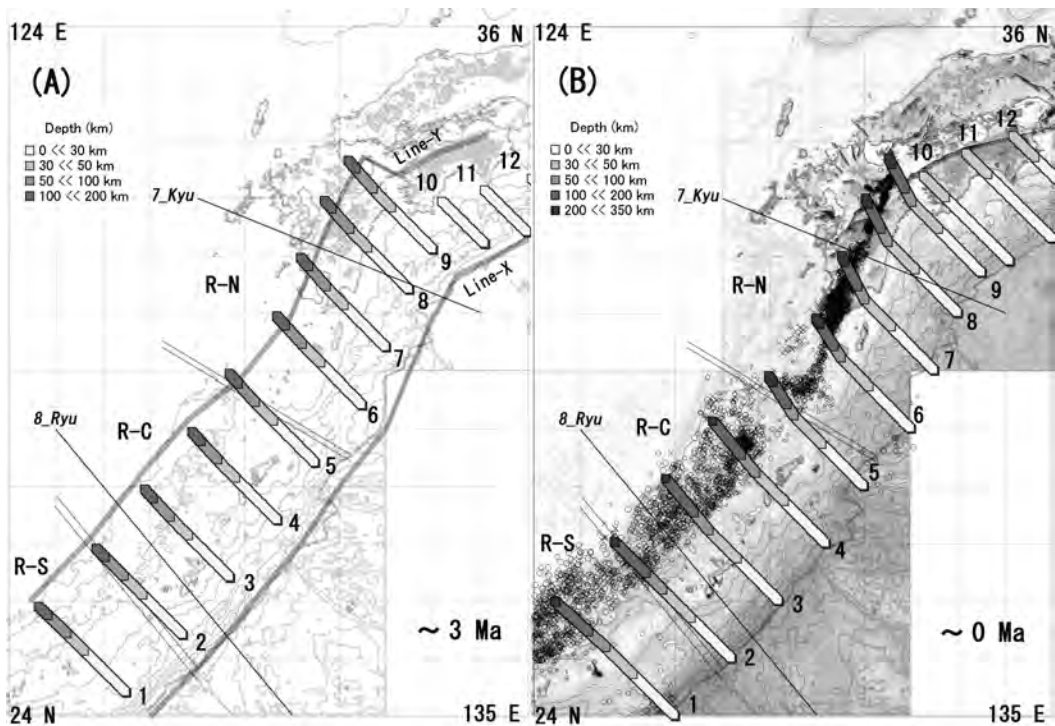 124 E
36 N
(A)
Depth (km)
0 << 30 km
30 << 50 km
50 << 100 km
100 << 200 km
Line-Y
10
11
12
7_Kyu
9
Line-X
R-N
8
7
6
8_Ryu
R-C
5
4
R-S
3
2
~ 3 Ma
1
24 N
135 E
124 E
36 N
(B)
Depth (km)
0 << 30 km
30 << 50 km
50 << 100 km
100 << 200 km
200 << 350 km
12
11
10
7_Kyu
9
R-N
8
7
6
8_Ryu
R-C
5
4
R-S
3
2
~ 0 Ma
1
24 N
135 E